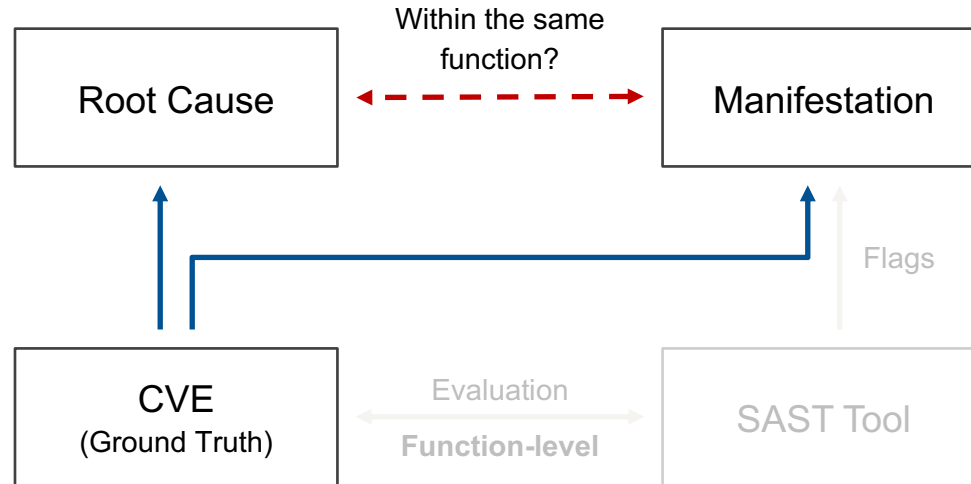 Within the same
function?
Root Cause
Manifestation
Flags
CVE
(Ground Truth)
Evaluation
Function-level
SAST Tool